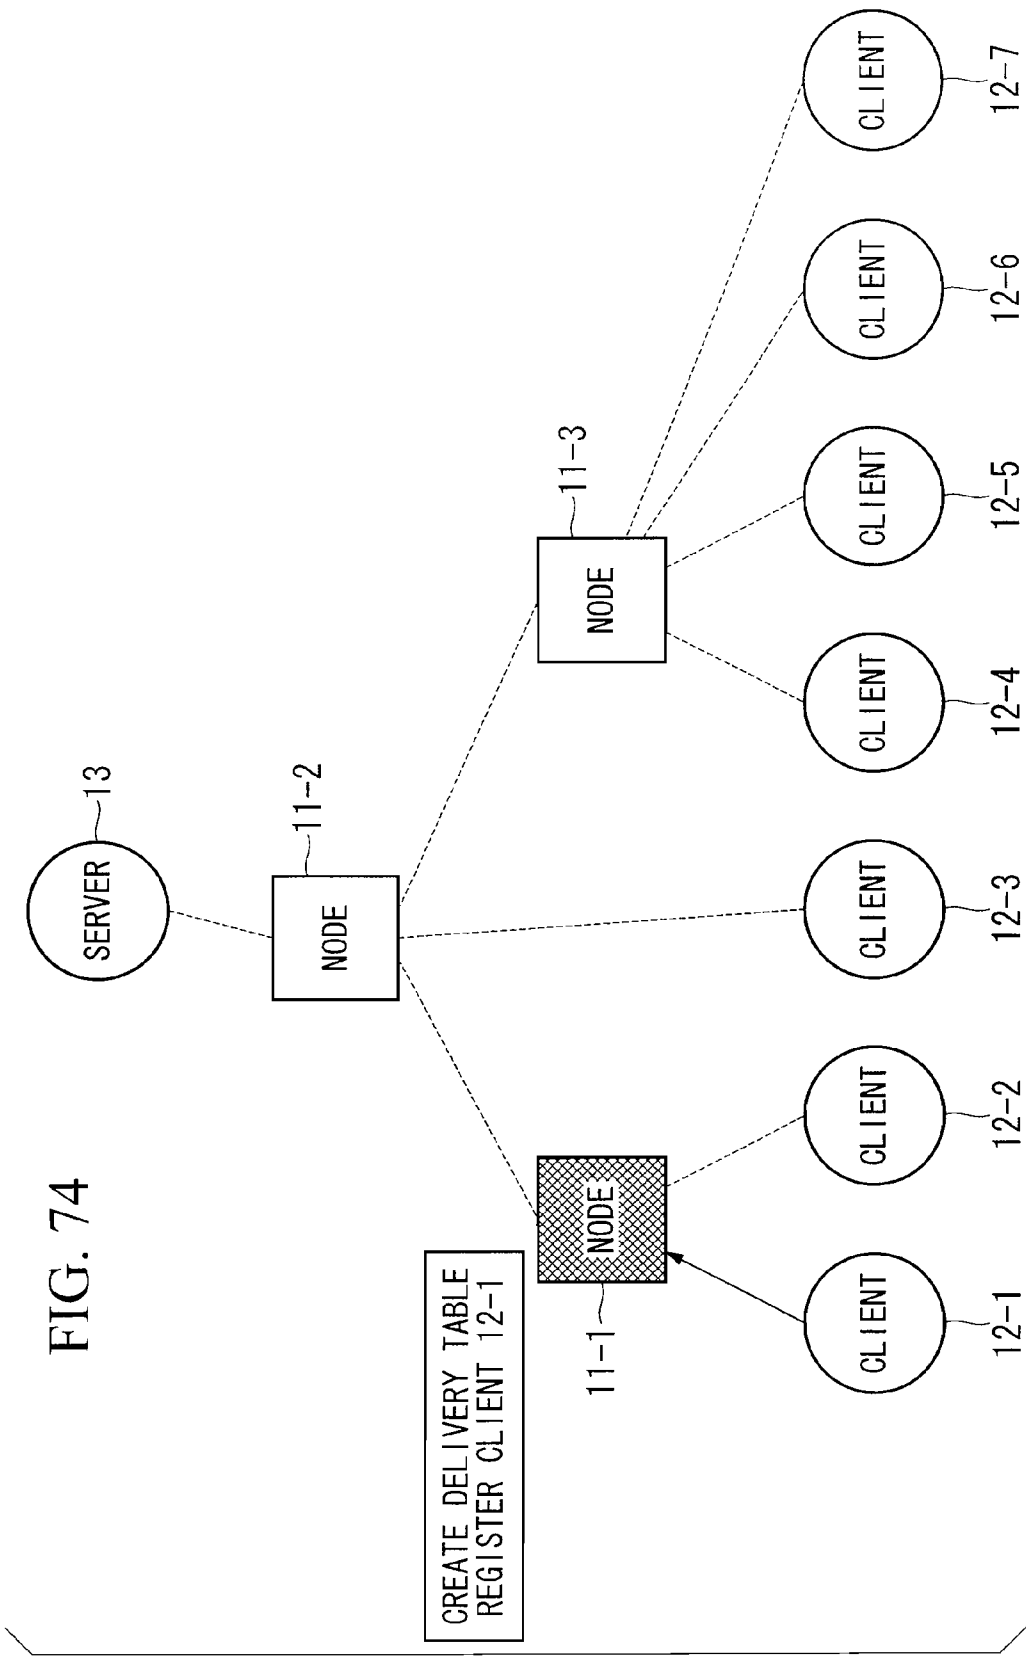 FIG. 74
SERVER
13
NODE
11-2
CREATE DELIVERY TABLE
REGISTER CLIENT 12-1
NODE
11-1
NODE
11-3
CLIENT
12-1
CLIENT
12-2
CLIENT
12-3
CLIENT
12-4
CLIENT
12-5
CLIENT
12-6
CLIENT
12-7